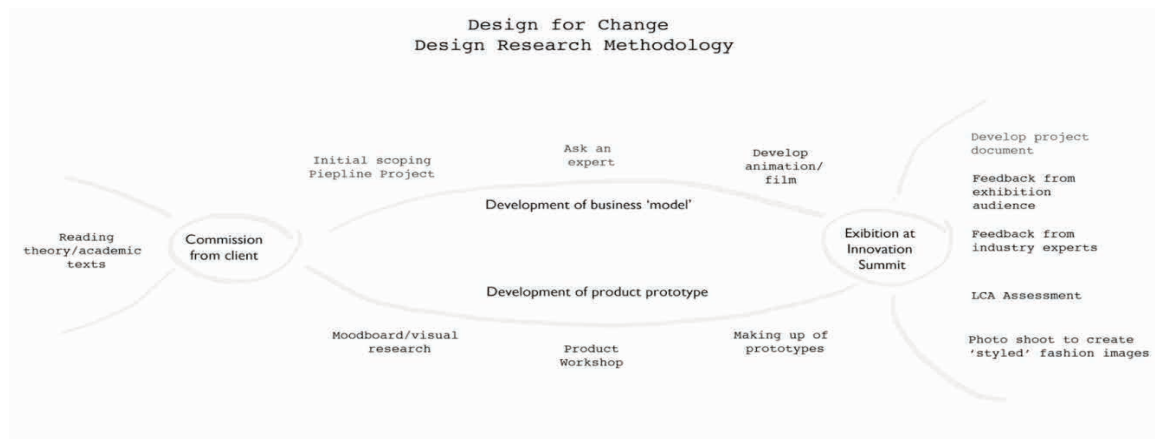 Design for Change
Design Research Methodology
Reading
theory/academic
texts
Commission
from client
Initial scoping
Piepline Project
Ask an
expert
Develop
animation/
film
Development of business ‘model’
Development of product prototype
Moodboard/visual
research
Product
Workshop
Making up of
prototypes
Exibition at
Innovation
Summit
Develop project
document
Feedback from
exhibition
audience
Feedback from
industry experts
LCA Assessment
Photo shoot to create
‘styled’ fashion images